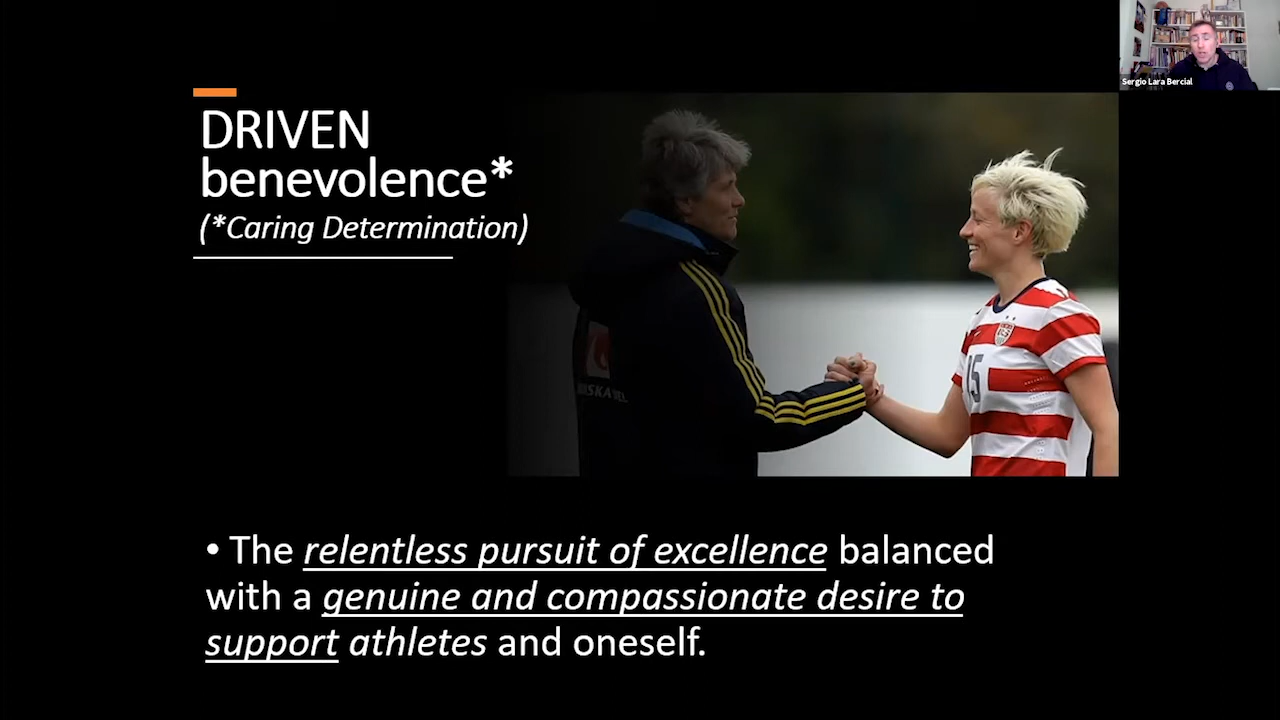 Sergio Lara Bercial
DRIVEN
benevolence*
(*Caring Determination)
15
• The relentless pursuit of excellence balanced
with a genuine and compassionate desire to
support athletes and oneself.